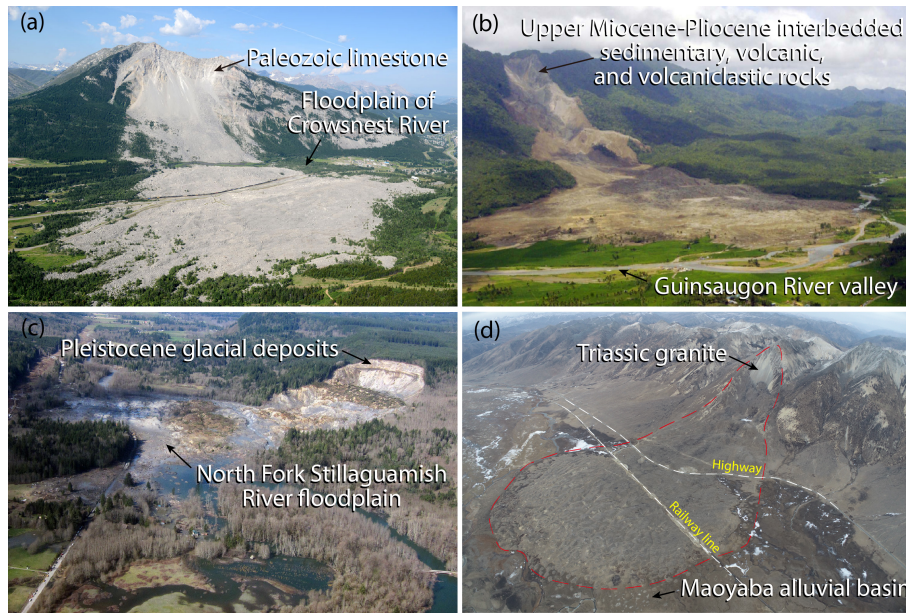 (a)
Paleozoic limestone
Floodplain of
Crowsnest River
(b)
Upper Miocene-Pliocene interbedded
sedimentary, volcanic,
and volcaniclastic rocks
Guinsaugon River valley
(c)
Pleistocene glacial deposits
North Fork Stillaguamish
River floodplain
(d)
Triassic granite
Highway
Railway line
Maoyaba alluvial basin